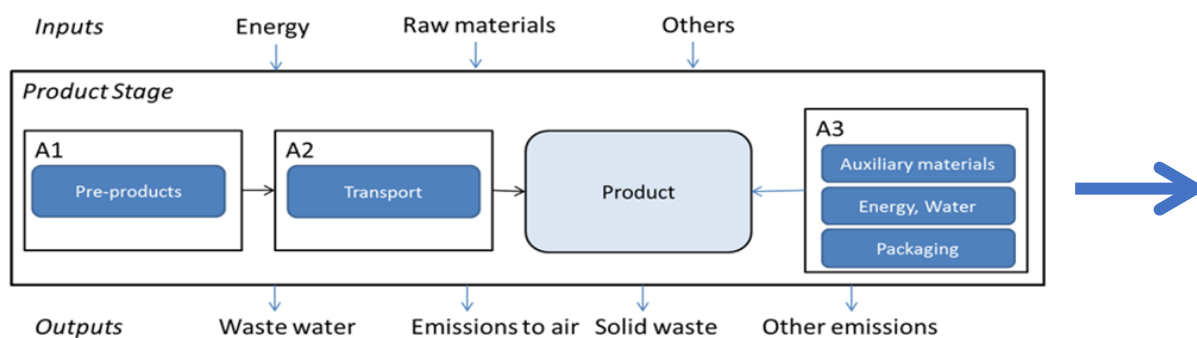 Inputs Energy Raw materials Others
Product Stage
A1
Pre-products
A2
Transport
Product
A3
Auxiliary materials
Energy, Water
Packaging
Outputs Waste water Emissions to air Solid waste Other emissions